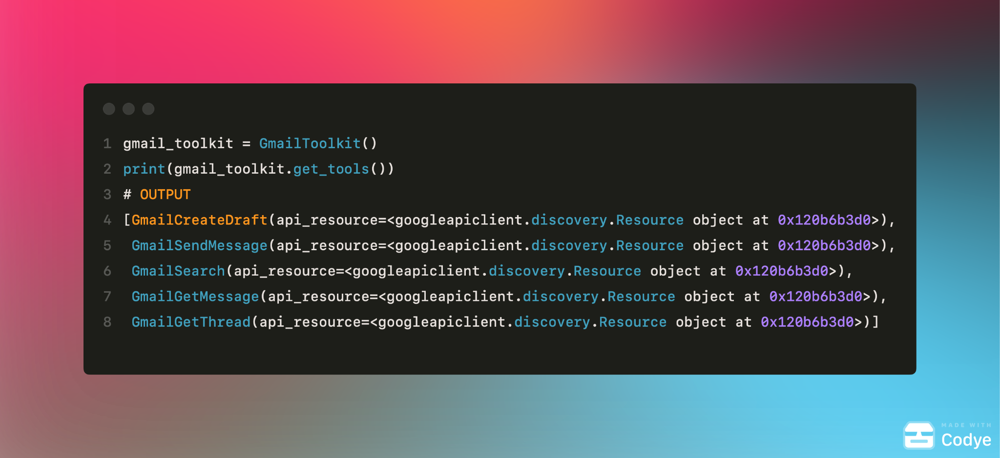 1 gmail_toolkit = GmailToolkit()
2 print(gmail_toolkit.get_tools())
3 # OUTPUT
4 [GmailCreateDraft(api_resource=<googleapiclient.discovery.Resource object at 0x120b6b3d0>),
5 GmailSendMessage(api_resource=<googleapiclient.discovery.Resource object at 0x120b6b3d0>),
6 GmailSearch(api_resource=<googleapiclient.discovery.Resource object at 0x120b6b3d0>),
7 GmailGetMessage(api_resource=<googleapiclient.discovery.Resource object at 0x120b6b3d0>),
8 GmailGetThread(api_resource=<googleapiclient.discovery.Resource object at 0x120b6b3d0>)]
MADE WITH
Codye